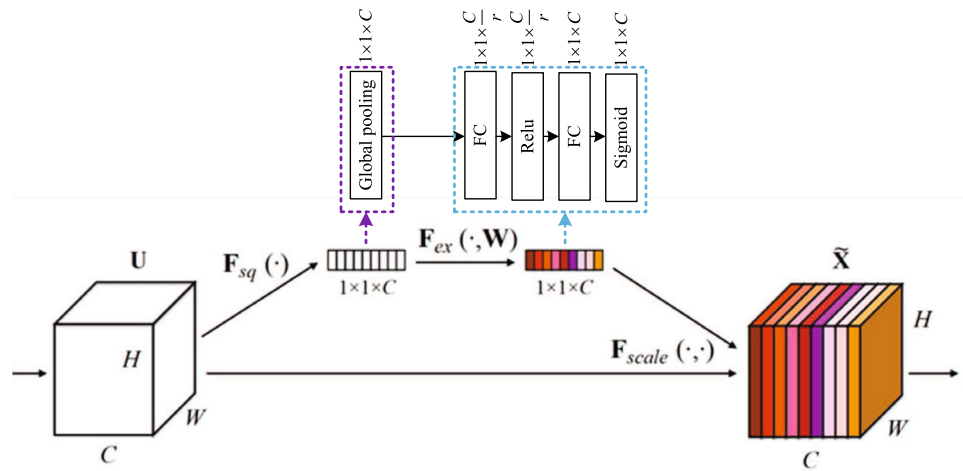 1×1×C
1×1×C/r
1×1×C/r
1×1×C
1×1×C
Global pooling
FC
Relu
FC
Sigmoid
U
F_sq (·)
F_ex (·,W)
X̃
1×1×C
1×1×C
H
H
F_scale (·,·)
W
W
C
C